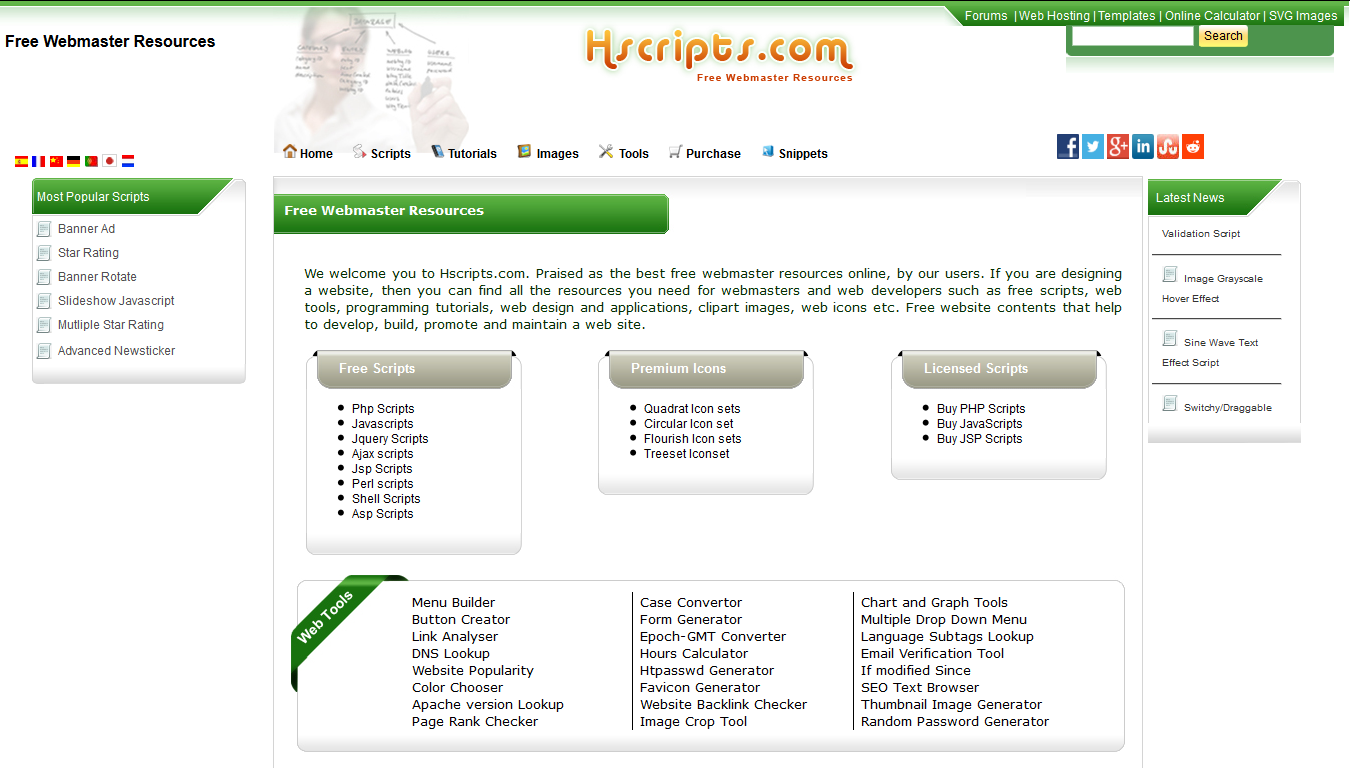 Forums | Web Hosting | Templates | Online Calculator | SVG Images
Free Webmaster Resources
Hscripts.com
Free Webmaster Resources
Search
Home Scripts Tutorials Images Tools Purchase Snippets
Most Popular Scripts
Banner Ad
Star Rating
Banner Rotate
Slideshow Javascript
Mutliple Star Rating
Advanced Newsticker
Free Webmaster Resources
We welcome you to Hscripts.com. Praised as the best free webmaster resources online, by our users. If you are designing
a website, then you can find all the resources you need for webmasters and web developers such as free scripts, web
tools, programming tutorials, web design and applications, clipart images, web icons etc. Free website contents that help
to develop, build, promote and maintain a web site.
Free Scripts
Php Scripts
Javascripts
Jquery Scripts
Ajax scripts
Jsp Scripts
Perl scripts
Shell Scripts
Asp Scripts
Premium Icons
Quadrat Icon sets
Circular Icon set
Flourish Icon sets
Treeset Iconset
Licensed Scripts
Buy PHP Scripts
Buy JavaScripts
Buy JSP Scripts
Web Tools
Menu Builder
Button Creator
Link Analyser
DNS Lookup
Website Popularity
Color Chooser
Apache version Lookup
Page Rank Checker
Case Convertor
Form Generator
Epoch-GMT Converter
Hours Calculator
Htpasswd Generator
Favicon Generator
Website Backlink Checker
Image Crop Tool
Chart and Graph Tools
Multiple Drop Down Menu
Language Subtags Lookup
Email Verification Tool
If modified Since
SEO Text Browser
Thumbnail Image Generator
Random Password Generator
Latest News
Validation Script
Image Grayscale
Hover Effect
Sine Wave Text
Effect Script
Switchy/Draggable